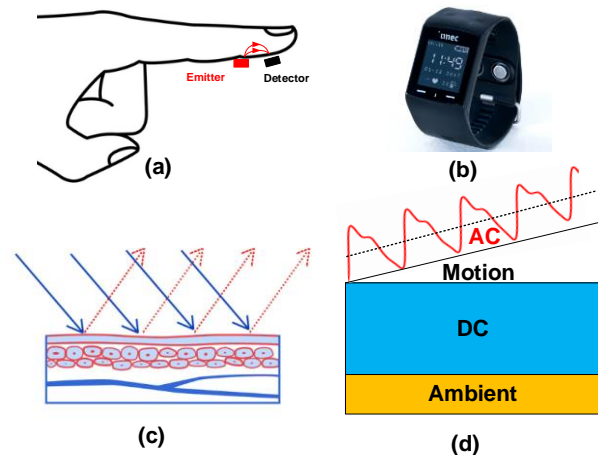 Emitter
Detector
(a)
imec
11:49
(b)
(c)
AC
Motion
DC
Ambient
(d)